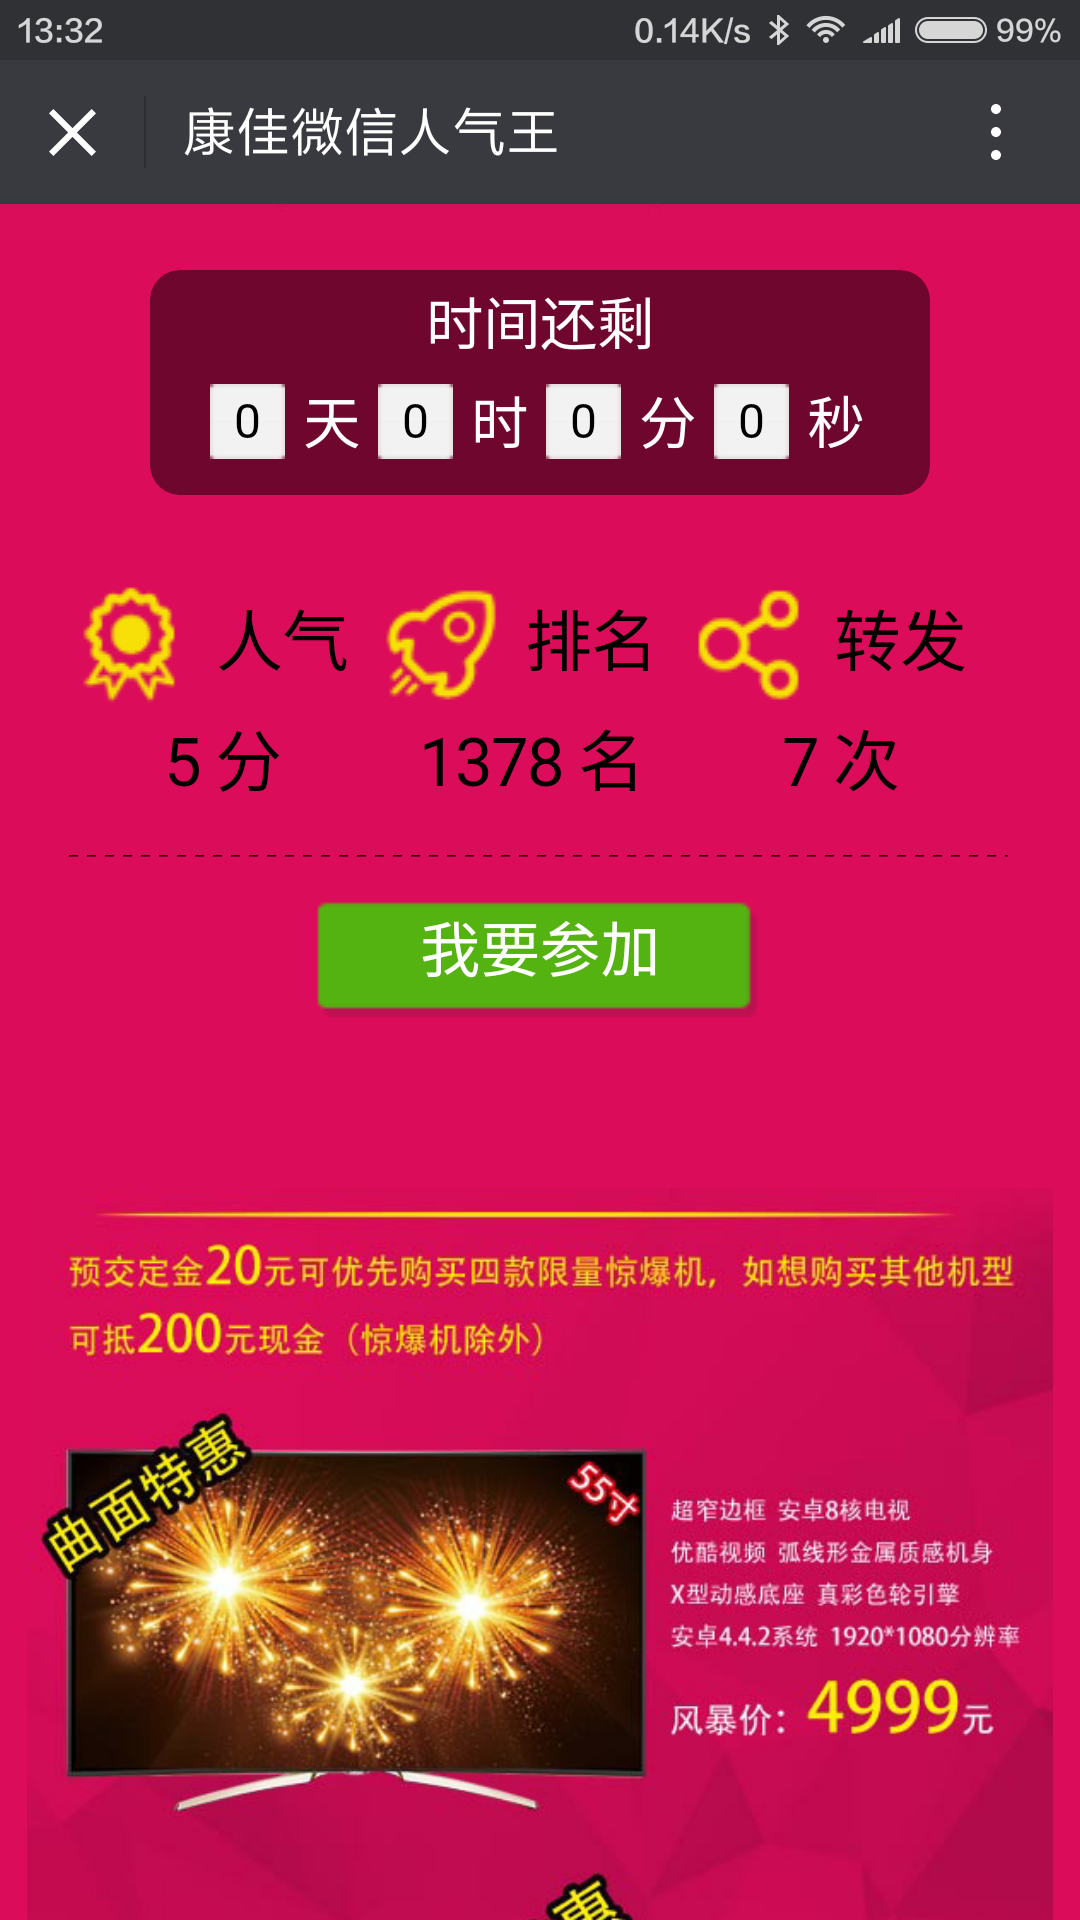 13:32 0.14K/s 99%
康佳微信人气王
时间还剩
0 天 0 时 0 分 0 秒
人气 排名 转发
5 分 1378 名 7 次
我要参加
预交定金20元可优先购买四款限量惊爆机，如想购买其他机型
可抵200元现金（惊爆机除外）
曲面特惠
55寸
超窄边框 安卓8核电视
优酷视频 弧线形金属质感机身
X型动感底座 真彩色轮引擎
安卓4.4.2系统 1920*1080分辨率
风暴价：4999元
惠